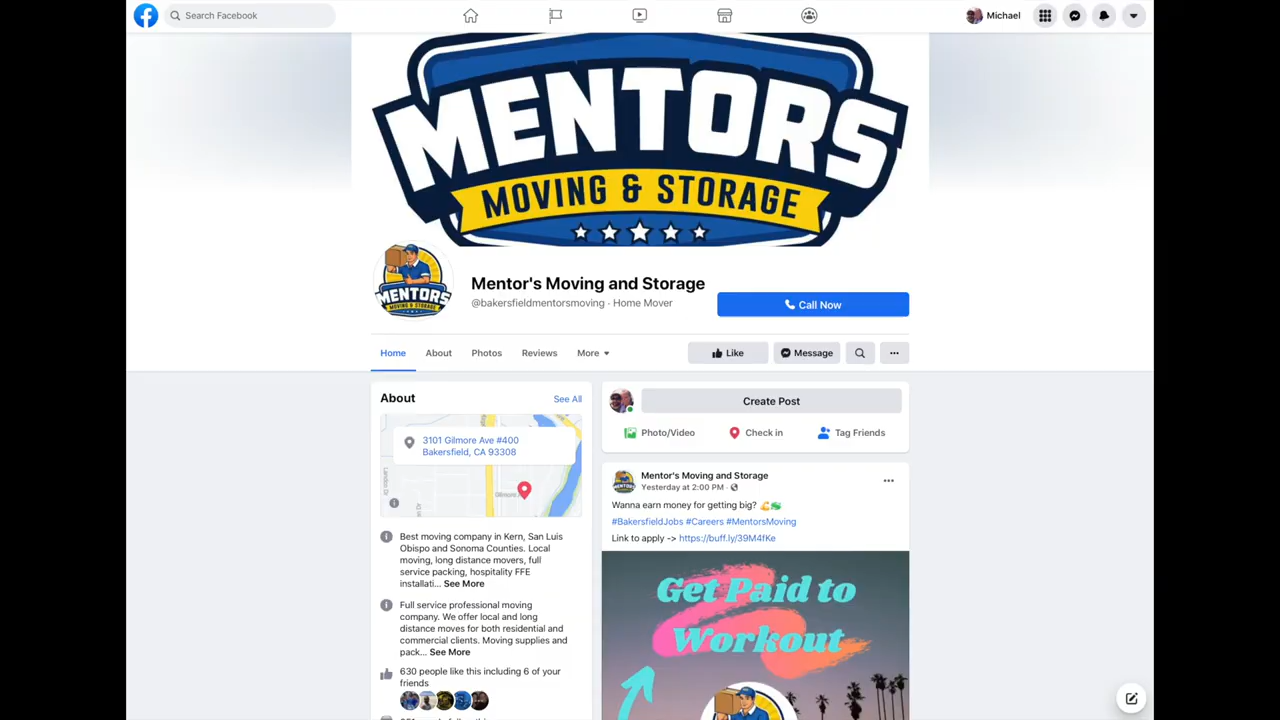 Search Facebook
Michael
MENTORS
MOVING & STORAGE
MENTORS
MOVING & STORAGE
Mentor's Moving and Storage
@bakersfieldmentorsmoving · Home Mover
Call Now
Home
About
Photos
Reviews
More
Like
Message
About
See All
3101 Gilmore Ave #400
Bakersfield, CA 93308
Landco Dr
Gilmore
Best moving company in Kern, San Luis
Obispo and Sonoma Counties. Local
moving, long distance movers, full
service packing, hospitality FFE
installati... See More
Full service professional moving
company. We offer local and long
distance moves for both residential and
commercial clients. Moving supplies and
pack... See More
630 people like this including 6 of your
friends
Create Post
Photo/Video
Check in
Tag Friends
Mentor's Moving and Storage
Yesterday at 2:00 PM ·
Wanna earn money for getting big? 💪💸
#BakersfieldJobs #Careers #MentorsMoving
Link to apply -> https://buff.ly/39M4fKe
Get Paid to
Workout